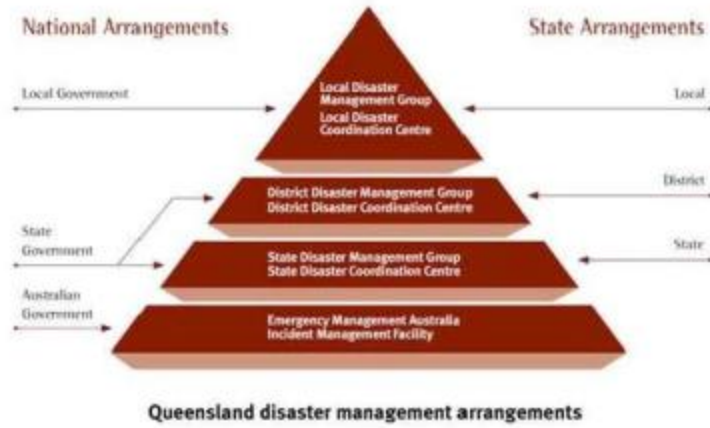 National Arrangements
State Arrangements
Local Government
Local Disaster
Management Group
Local Disaster
Coordination Centre
Local
District Disaster Management Group
District Disaster Coordination Centre
District
State
Government
State Disaster Management Group
State Disaster Coordination Centre
State
Australian
Government
Emergency Management Australia
Incident Management Facility
Queensland disaster management arrangements